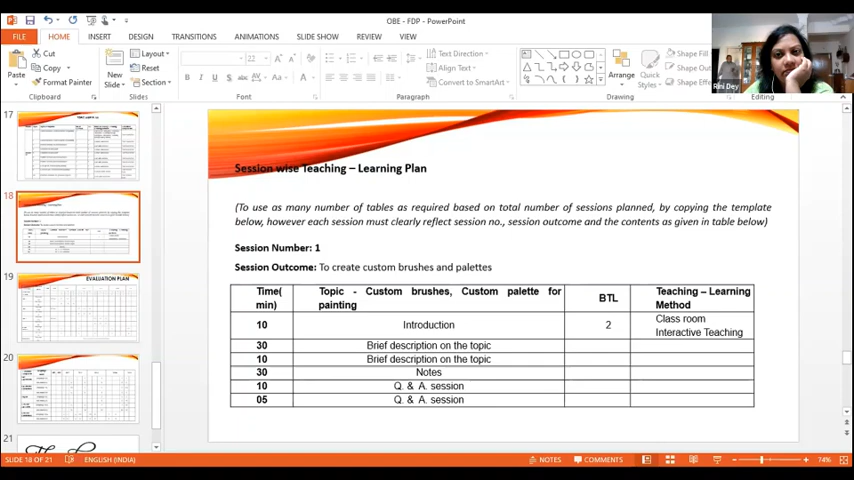 OBE - FDP - PowerPoint
FILE
HOME
INSERT
DESIGN
TRANSITIONS
ANIMATIONS
SLIDE SHOW
REVIEW
VIEW
Cut
Copy
Format Painter
Paste
Clipboard
New
Slide
Layout
Reset
Section
Slides
22
Font
Text Direction
Align Text
Convert to SmartArt
Paragraph
Arrange
Quick
Styles
Shape Fill
Shape Out
Drawing
Editing
Rini Dey
17
18
19
EVALUATION PLAN
20
21
Session wise Teaching – Learning Plan
(To use as many number of tables as required based on total number of sessions planned, by copying the template
below, however each session must clearly reflect session no., session outcome and the contents as given in table below)
Session Number: 1
Session Outcome: To create custom brushes and palettes
Time(
min)
Topic - Custom brushes, Custom palette for
painting
BTL
Teaching – Learning
Method
10
Introduction
2
Class room
Interactive Teaching
30
Brief description on the topic
10
Brief description on the topic
30
Notes
10
Q. & A. session
05
Q. & A. session
SLIDE 18 OF 21
ENGLISH (INDIA)
NOTES
COMMENTS
74%